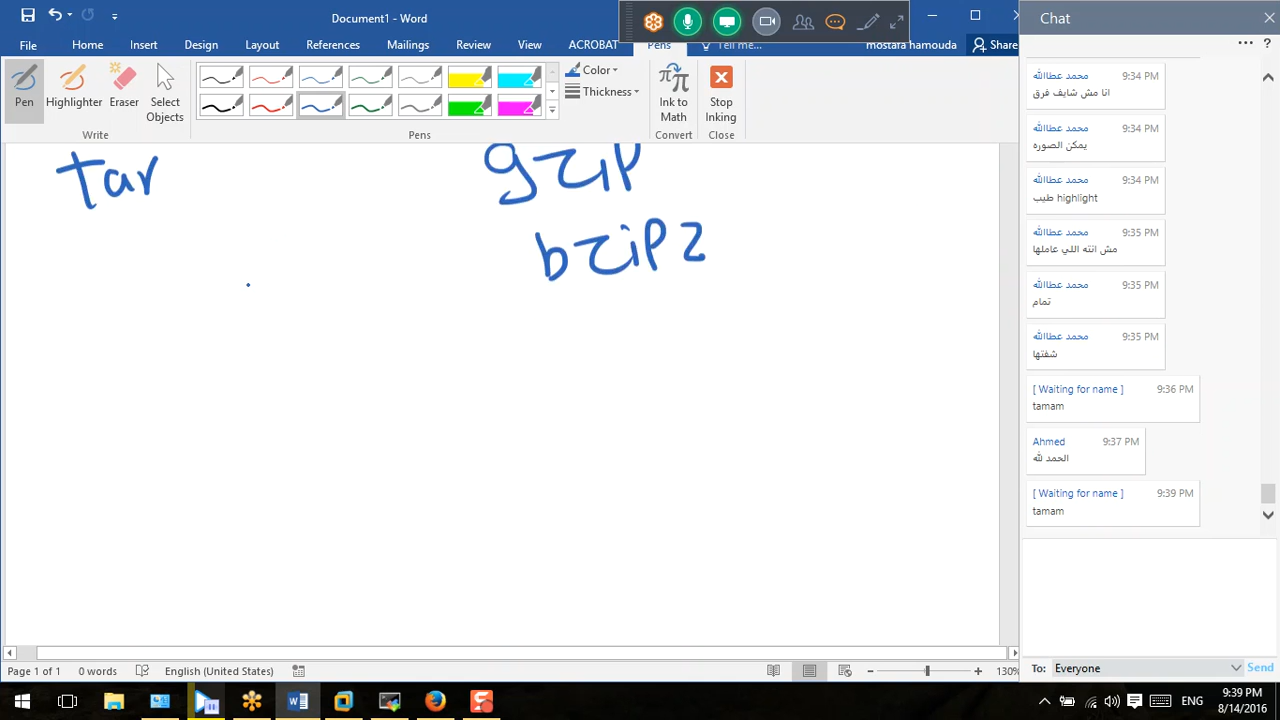 Document1 - Word
File Home Insert Design Layout References Mailings Review View ACROBAT Pens Tell me... mostafa hamouda Share
Pen Highlighter Eraser Select Objects
Write
Pens
Color
Thickness
Ink to Math
Convert
Stop Inking
Close
tar gzip
bzip2
Page 1 of 1 0 words English (United States) 130%
Chat
... ?
محمد عطاالله 9:34 PM
انا مش شايف فرق
محمد عطاالله 9:34 PM
يمكن الصوره
محمد عطاالله 9:34 PM
طيب highlight
محمد عطاالله 9:35 PM
مش انته اللي عاملها
محمد عطاالله 9:35 PM
تمام
محمد عطاالله 9:35 PM
شفتها
[ Waiting for name ] 9:36 PM
tamam
Ahmed 9:37 PM
الحمد لله
[ Waiting for name ] 9:39 PM
tamam
To: Everyone Send
ENG 9:39 PM
8/14/2016